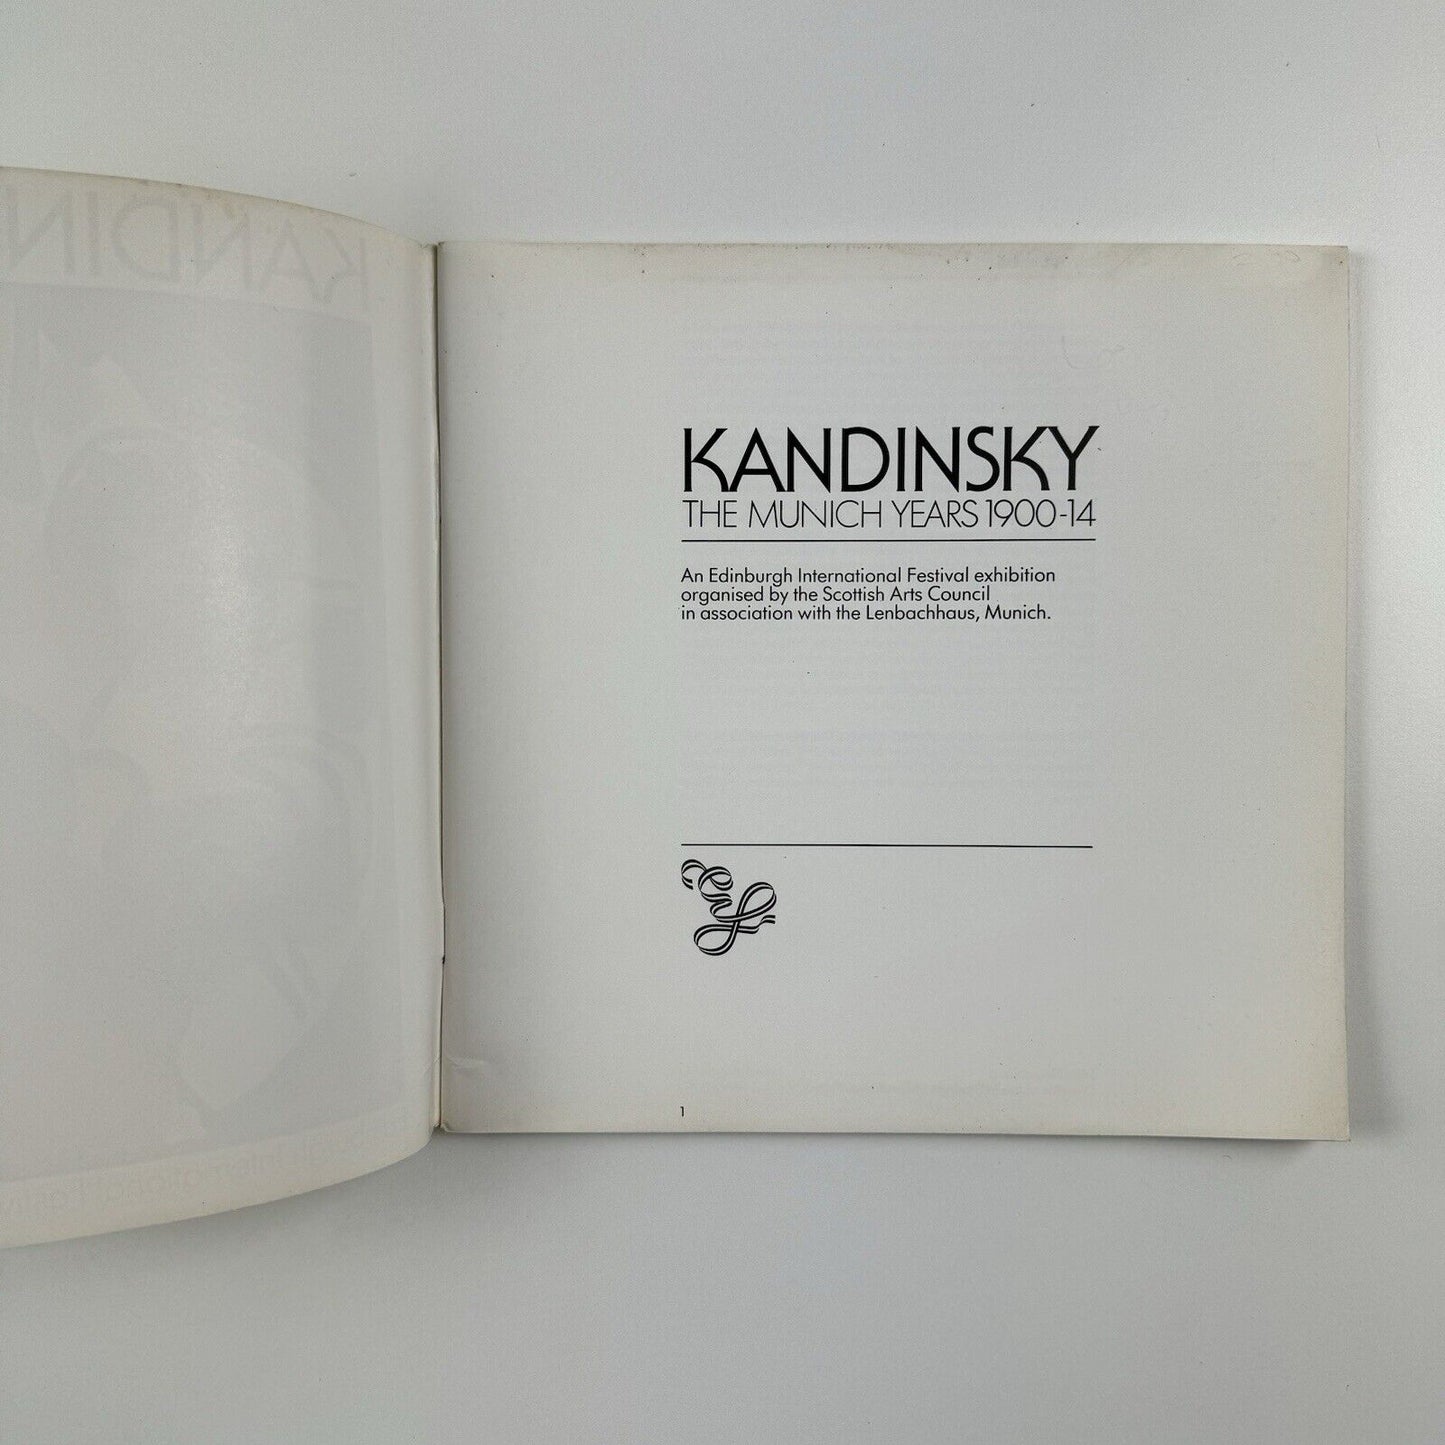 KANDIN
KANDINSKY
THE MUNICH YEARS 1900-14
An Edinburgh International Festival exhibition
organised by the Scottish Arts Council
in association with the Lenbachhaus, Munich.
1